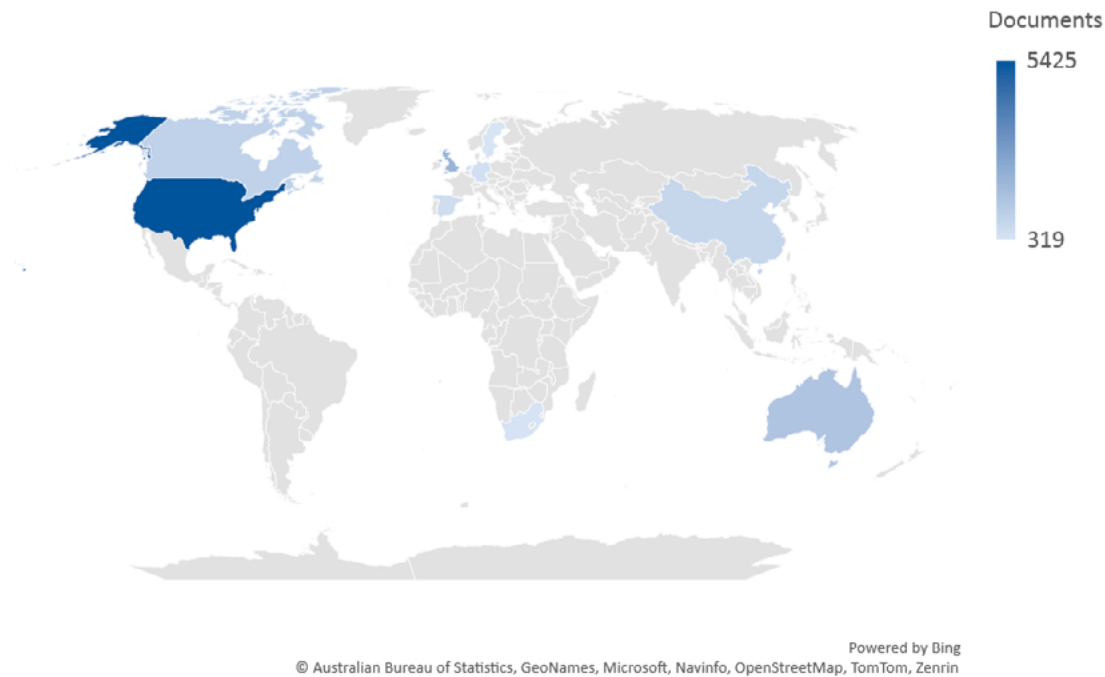 Documents
5425
319
Powered by Bing
© Australian Bureau of Statistics, GeoNames, Microsoft, Navinfo, OpenStreetMap, TomTom, Zenrin